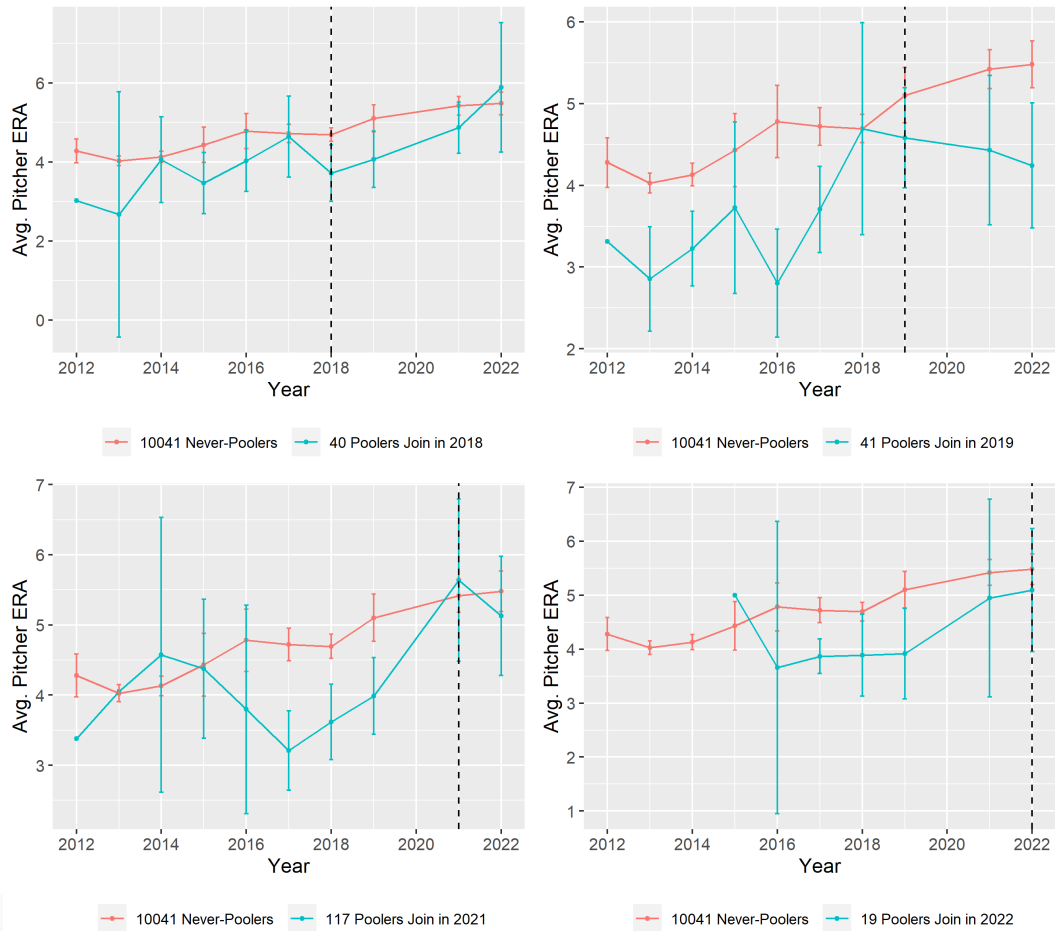 Avg. Pitcher ERA
6
4
2
0
2012 2014 2016 2018 2020 2022
Year
10041 Never-Poolers 40 Poolers Join in 2018
Avg. Pitcher ERA
6
5
4
3
2
2012 2014 2016 2018 2020 2022
Year
10041 Never-Poolers 41 Poolers Join in 2019
Avg. Pitcher ERA
7
6
5
4
3
2012 2014 2016 2018 2020 2022
Year
10041 Never-Poolers 117 Poolers Join in 2021
Avg. Pitcher ERA
7
6
5
4
3
2
1
2012 2014 2016 2018 2020 2022
Year
10041 Never-Poolers 19 Poolers Join in 2022